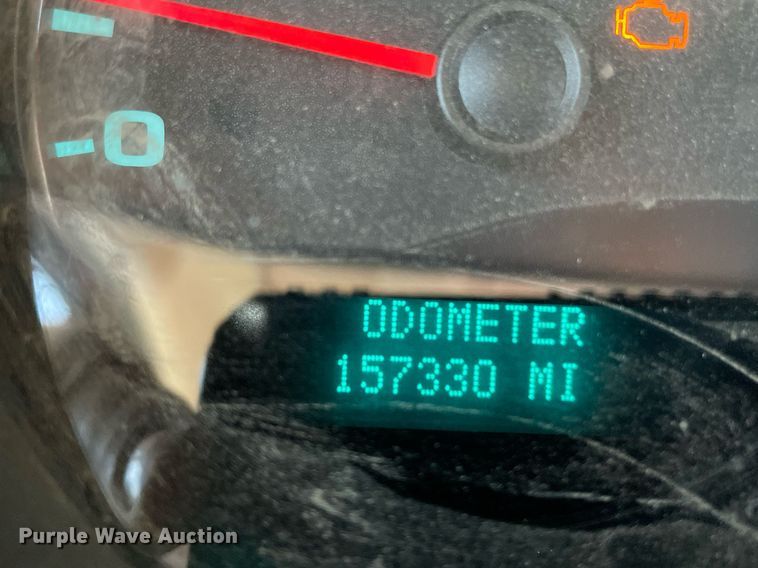 0
ODOMETER
157330 MI
Purple Wave Auction